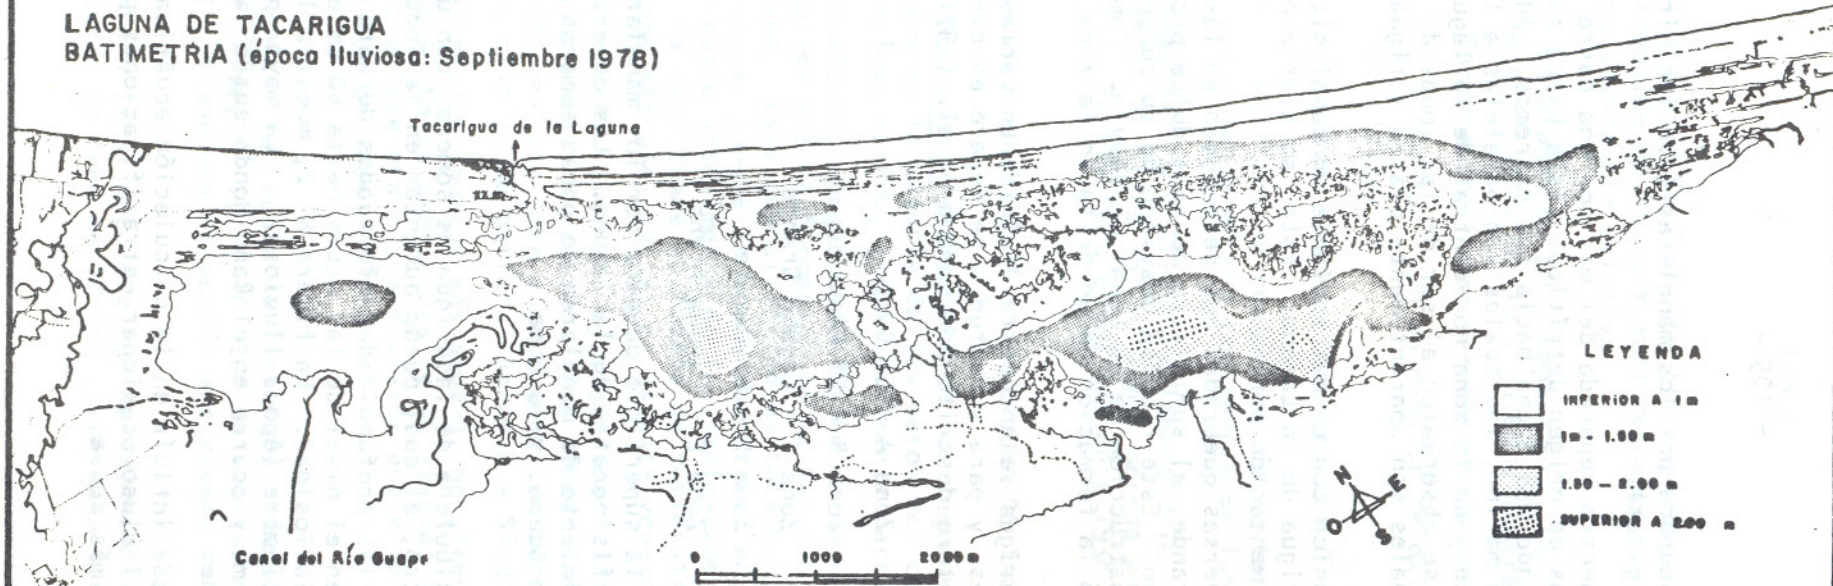 LAGUNA DE TACARIGUA
BATIMETRIA (época lluviosa: Septiembre 1978)
Tacarigua de la Laguna
LEYENDA
INFERIOR A 1m
1m - 1.50 m
1.50 - 2.00 m
SUPERIOR A 2.00 m
N
E
O
S
Canal del Río Guapo
0 1000 2000 m